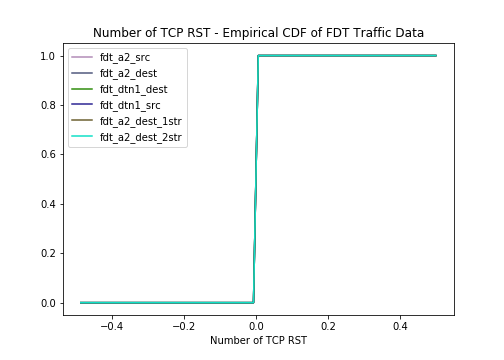 Number of TCP RST - Empirical CDF of FDT Traffic Data
fdt_a2_src
fdt_a2_dest
fdt_dtn1_dest
fdt_dtn1_src
fdt_a2_dest_1str
fdt_a2_dest_2str
1.0
0.8
0.6
0.4
0.2
0.0
−0.4 −0.2 0.0 0.2 0.4
Number of TCP RST